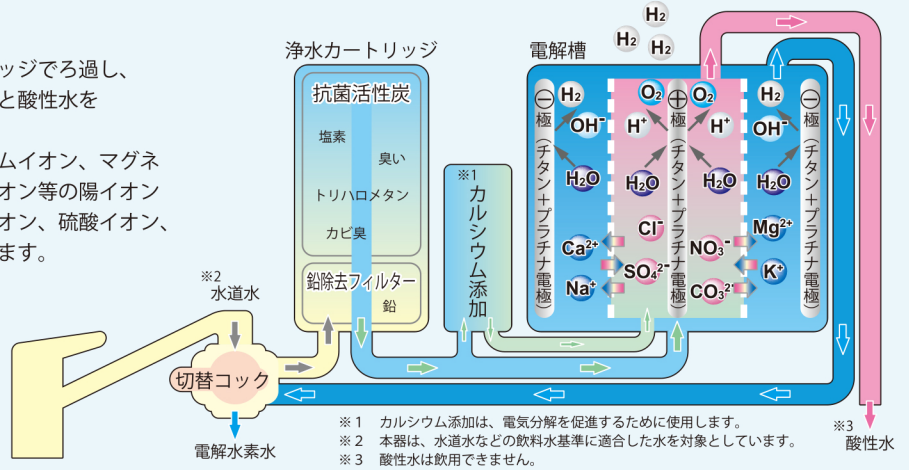 ッジでろ過し、
と酸性水を
ムイオン、マグネ
オン等の陽イオン
オン、硫酸イオン、
ます。
浄水カートリッジ
抗菌活性炭
塩素
臭い
トリハロメタン
カビ臭
鉛除去フィルター
鉛
※1
カルシウム添加
電解槽
H₂
H₂
H₂
⊖極(チタン+プラチナ電極)
H₂
OH⁻
H₂O
Ca²⁺
Na⁺
O₂
H⁺
H₂O
Cl⁻
SO₄²⁻
⊕極(チタン+プラチナ電極)
O₂
H⁺
H₂O
NO₃⁻
CO₃²⁻
H₂
OH⁻
H₂O
Mg²⁺
K⁺
⊖極(チタン+プラチナ電極)
※2
水道水
切替コック
電解水素水
※3
酸性水
※1 カルシウム添加は、電気分解を促進するために使用します。
※2 本器は、水道水などの飲料水基準に適合した水を対象としています。
※3 酸性水は飲用できません。